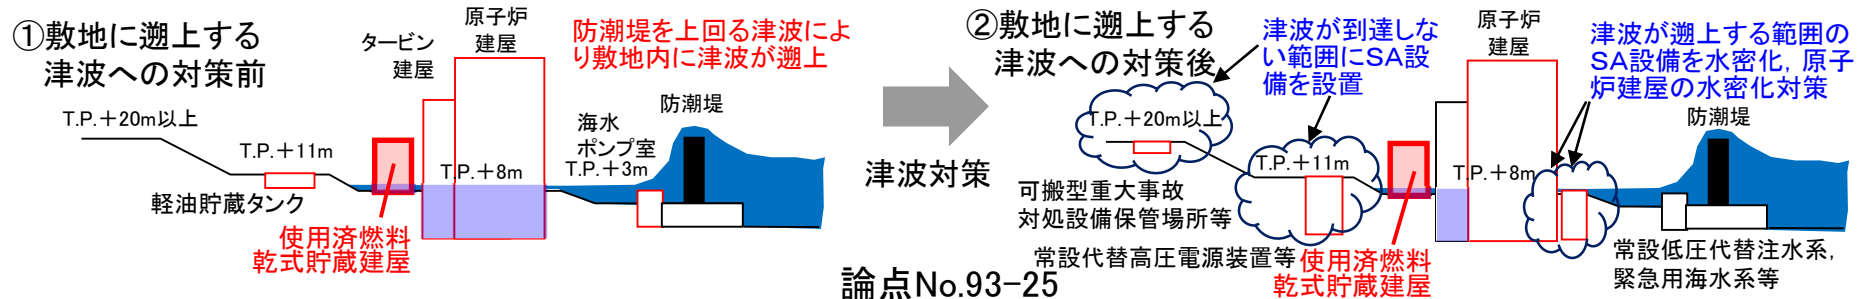 ①敷地に遡上する
津波への対策前
タービン
建屋
原子炉
建屋
防潮堤を上回る津波によ
り敷地内に津波が遡上
防潮堤
T.P.+20m以上
T.P.+11m
軽油貯蔵タンク
使用済燃料
乾式貯蔵建屋
T.P.+8m
海水
ポンプ室
T.P.+3m
津波対策
②敷地に遡上する
津波への対策後
津波が到達しな
い範囲にSA設
備を設置
原子炉
建屋
津波が遡上する範囲の
SA設備を水密化，原子
炉建屋の水密化対策
防潮堤
T.P.+20m以上
T.P.+11m
T.P.+8m
可搬型重大事故
対処設備保管場所等
常設代替高圧電源装置等
使用済燃料
乾式貯蔵建屋
常設低圧代替注水系，
緊急用海水系等
論点No.93-25